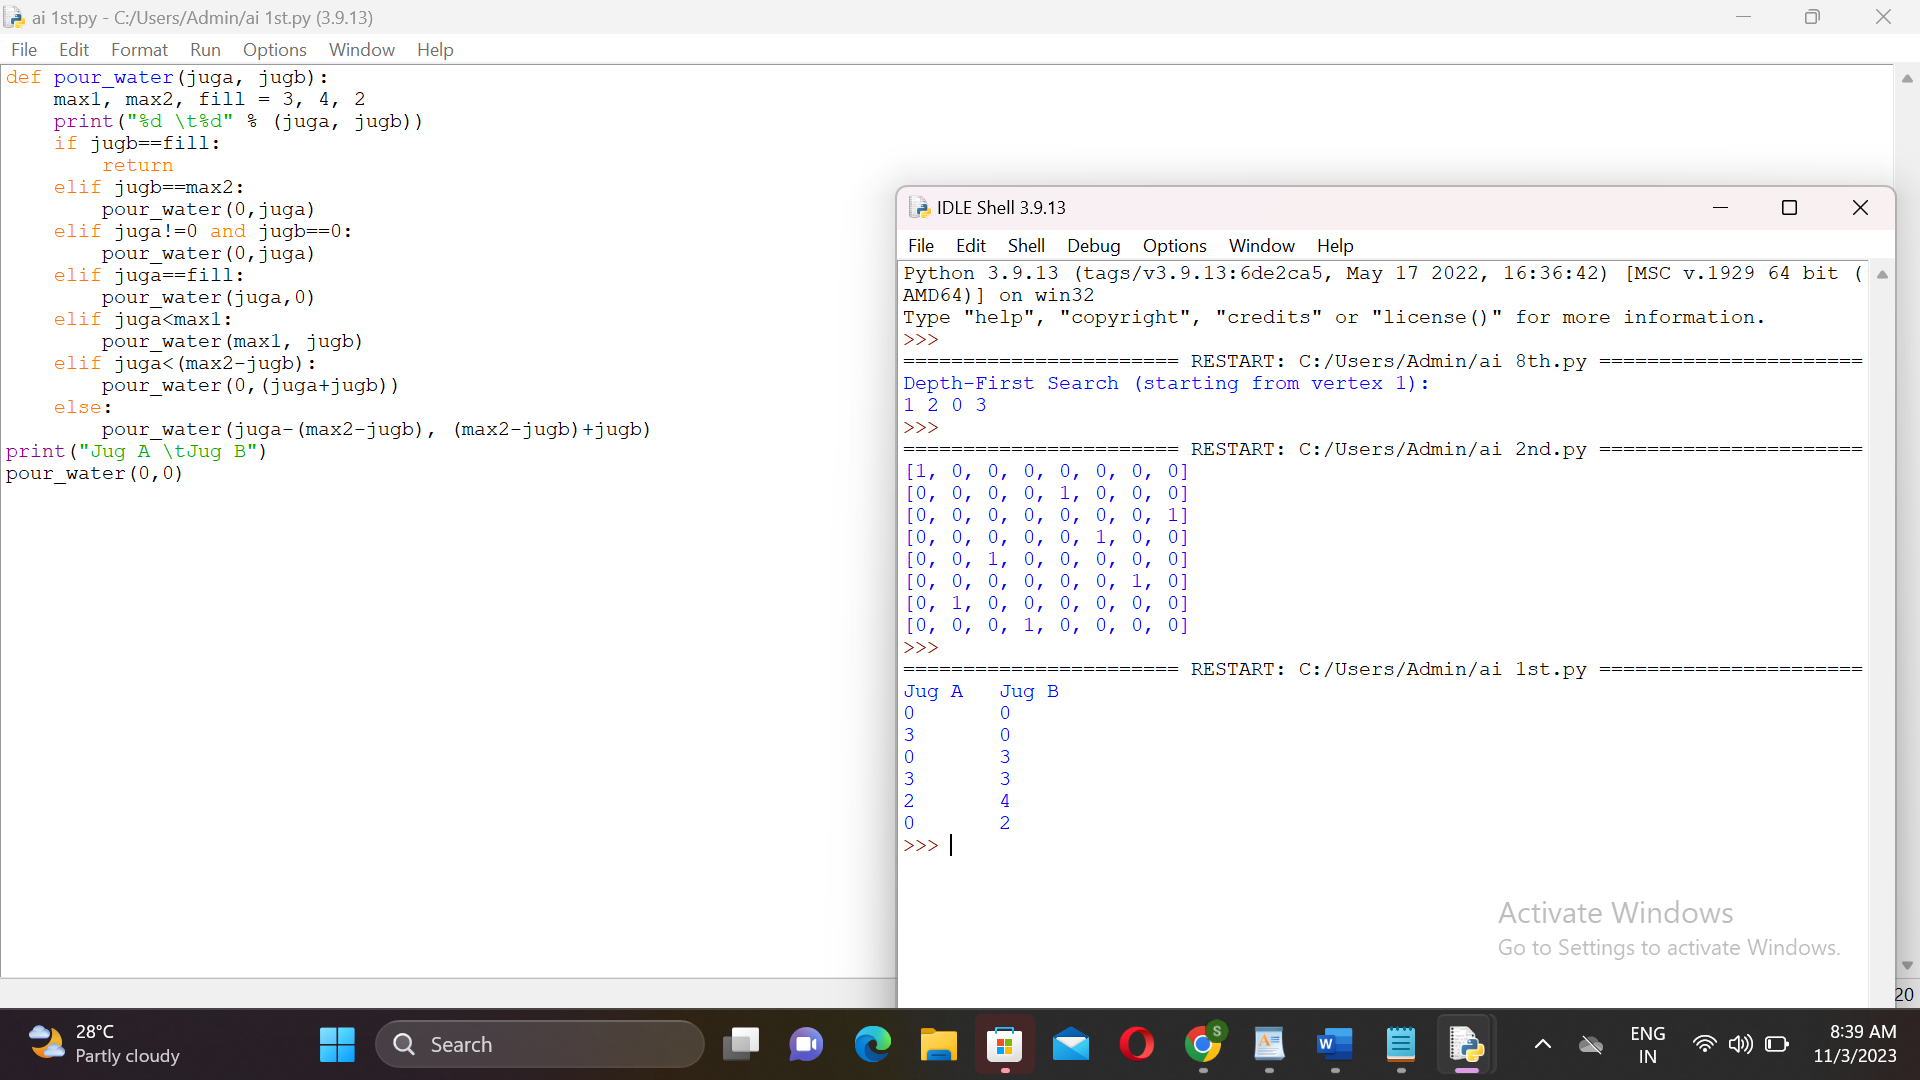 ai 1st.py - C:/Users/Admin/ai 1st.py (3.9.13)
File Edit Format Run Options Window Help
def pour_water(juga, jugb):
    max1, max2, fill = 3, 4, 2
    print("%d \t%d" % (juga, jugb))
    if jugb==fill:
        return
    elif jugb==max2:
        pour_water(0,juga)
    elif juga!=0 and jugb==0:
        pour_water(0,juga)
    elif juga==fill:
        pour_water(juga,0)
    elif juga<max1:
        pour_water(max1, jugb)
    elif juga<(max2-jugb):
        pour_water(0,(juga+jugb))
    else:
        pour_water(juga-(max2-jugb), (max2-jugb)+jugb)
print("Jug A \tJug B")
pour_water(0,0)
IDLE Shell 3.9.13
File Edit Shell Debug Options Window Help
Python 3.9.13 (tags/v3.9.13:6de2ca5, May 17 2022, 16:36:42) [MSC v.1929 64 bit (
AMD64)] on win32
Type "help", "copyright", "credits" or "license()" for more information.
>>>
======================= RESTART: C:/Users/Admin/ai 8th.py ======================
Depth-First Search (starting from vertex 1):
1 2 0 3
>>>
======================= RESTART: C:/Users/Admin/ai 2nd.py ======================
[1, 0, 0, 0, 0, 0, 0, 0]
[0, 0, 0, 0, 1, 0, 0, 0]
[0, 0, 0, 0, 0, 0, 0, 1]
[0, 0, 0, 0, 0, 1, 0, 0]
[0, 0, 1, 0, 0, 0, 0, 0]
[0, 0, 0, 0, 0, 0, 1, 0]
[0, 1, 0, 0, 0, 0, 0, 0]
[0, 0, 0, 1, 0, 0, 0, 0]
>>>
======================= RESTART: C:/Users/Admin/ai 1st.py ======================
Jug A 	Jug B
0 	0
3 	0
0 	3
3 	3
2 	4
0 	2
>>>
Activate Windows
Go to Settings to activate Windows.
20
28°C
Partly cloudy
Search
S
W
ENG
IN
8:39 AM
11/3/2023